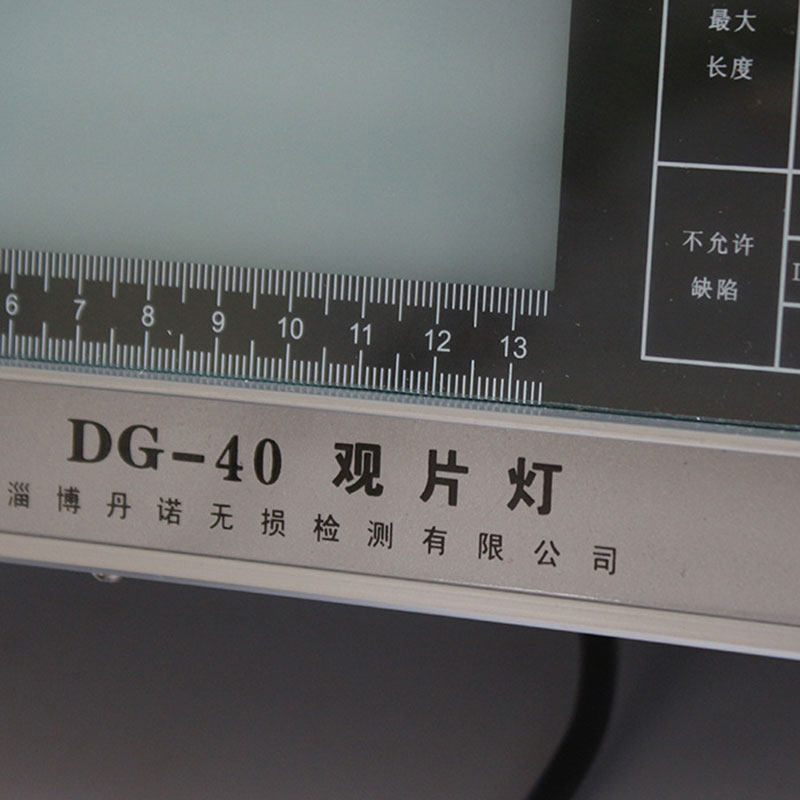 最大
长度
不允许
缺陷
6 7 8 9 10 11 12 13
DG-40 观片灯
淄博丹诺无损检测有限公司